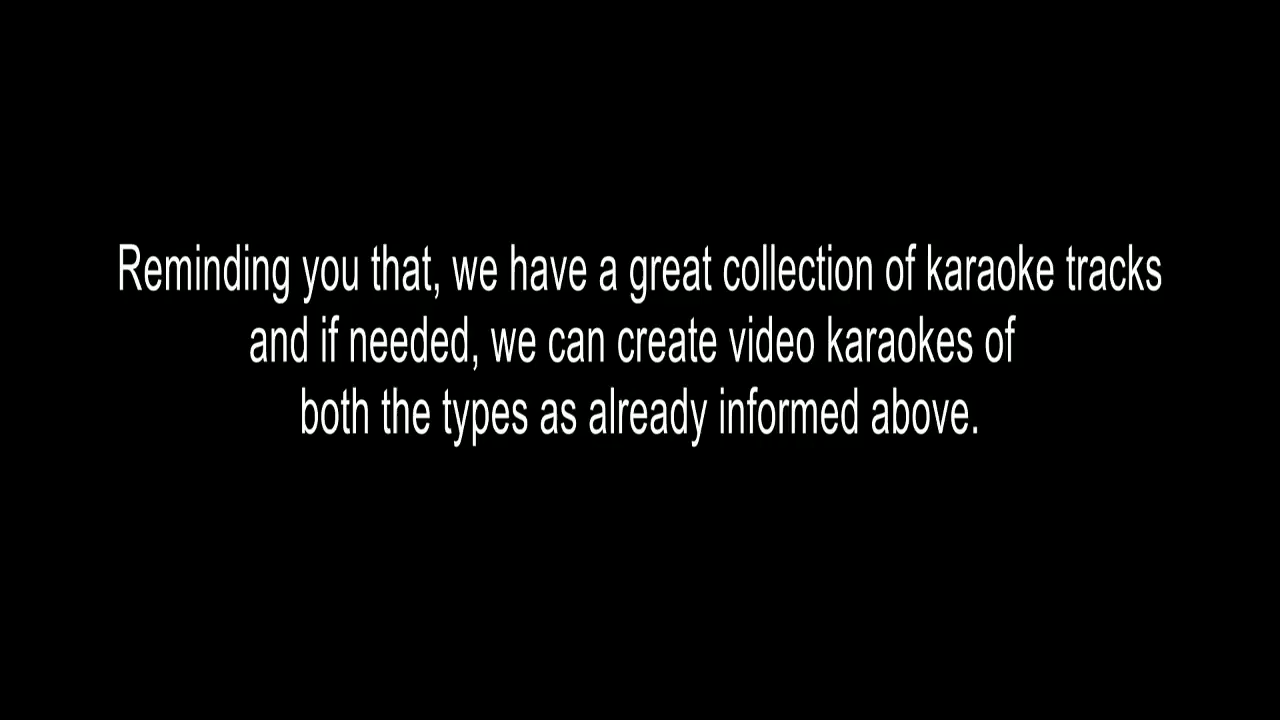 Reminding you that, we have a great collection of karaoke tracks
and if needed, we can create video karaokes of
both the types as already informed above.